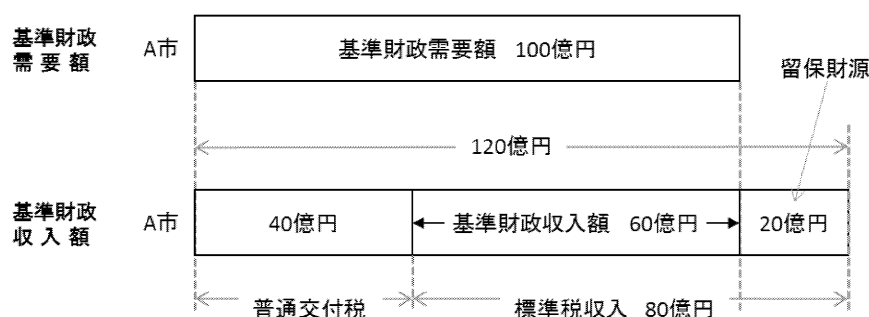 基準財政
需要額
A市
基準財政需要額 100億円
留保財源
120億円
基準財政
収入額
A市
40億円
基準財政収入額 60億円
20億円
普通交付税
標準税収入 80億円